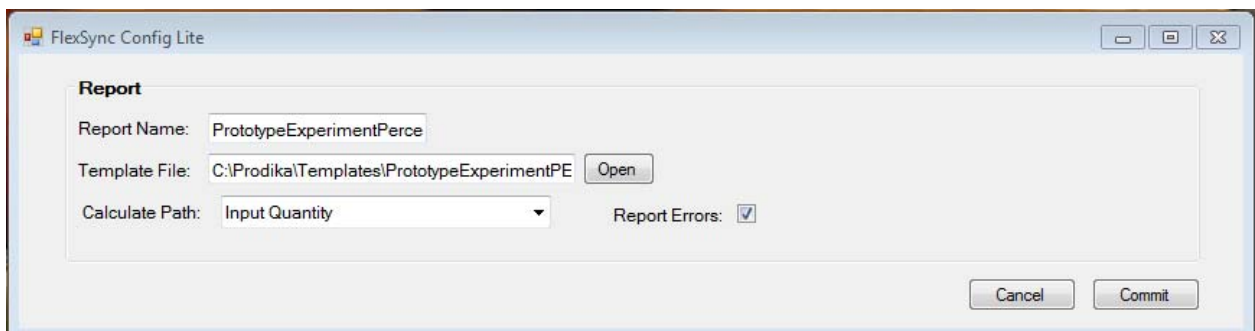 FlexSync Config Lite
Report
Report Name: PrototypeExperimentPerce
Template File: C:\Prodika\Templates\PrototypeExperimentPE Open
Calculate Path: Input Quantity Report Errors:
Cancel Commit